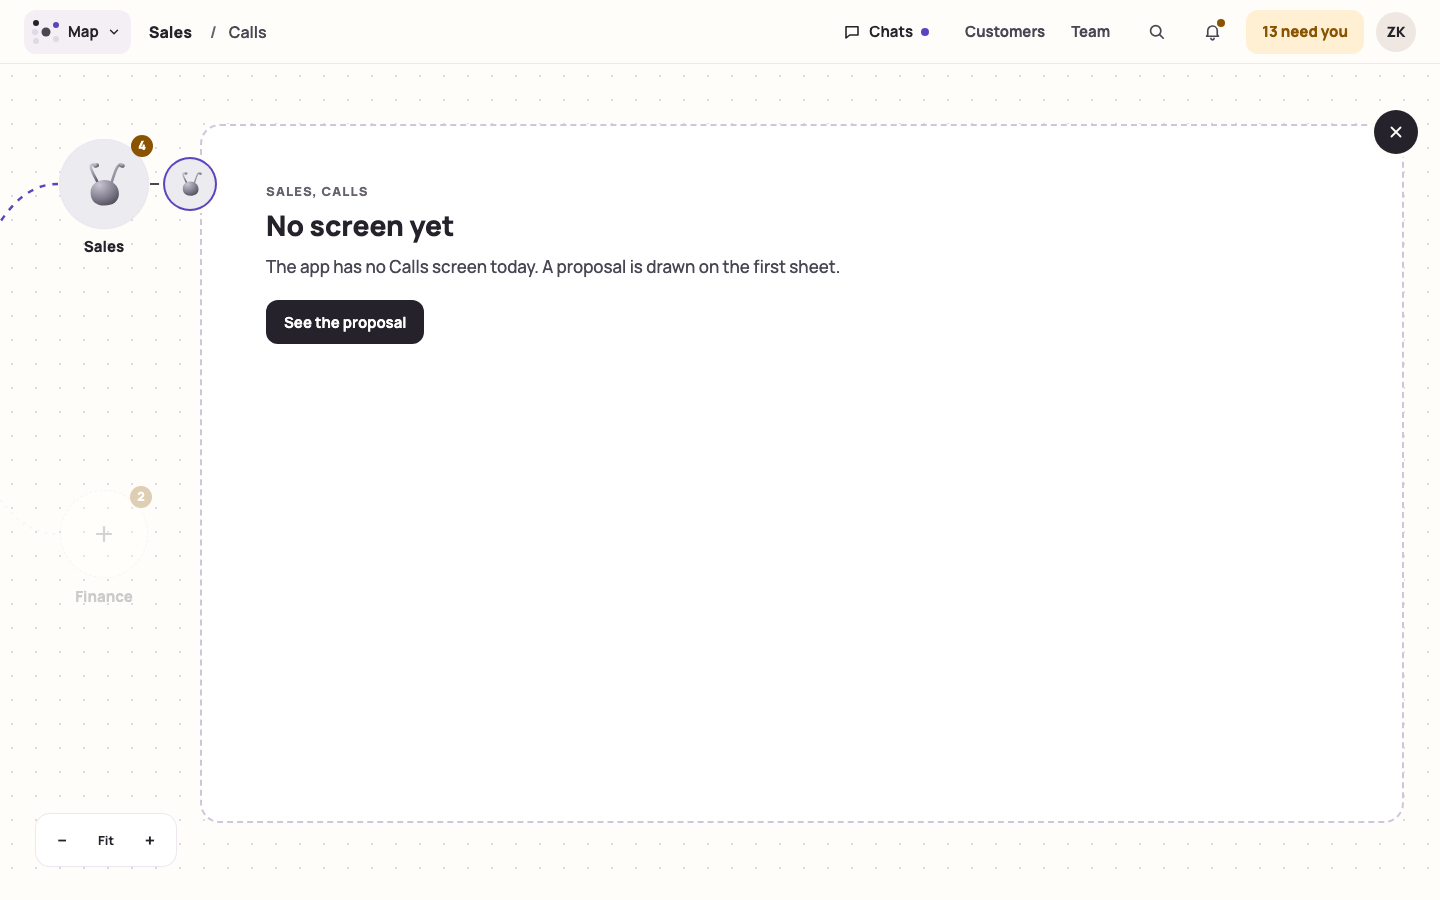 Map
Sales / Calls
Chats
Customers
Team
13 need you
ZK
4
Sales
SALES, CALLS
No screen yet
The app has no Calls screen today. A proposal is drawn on the first sheet.
See the proposal
2
Finance
− Fit +